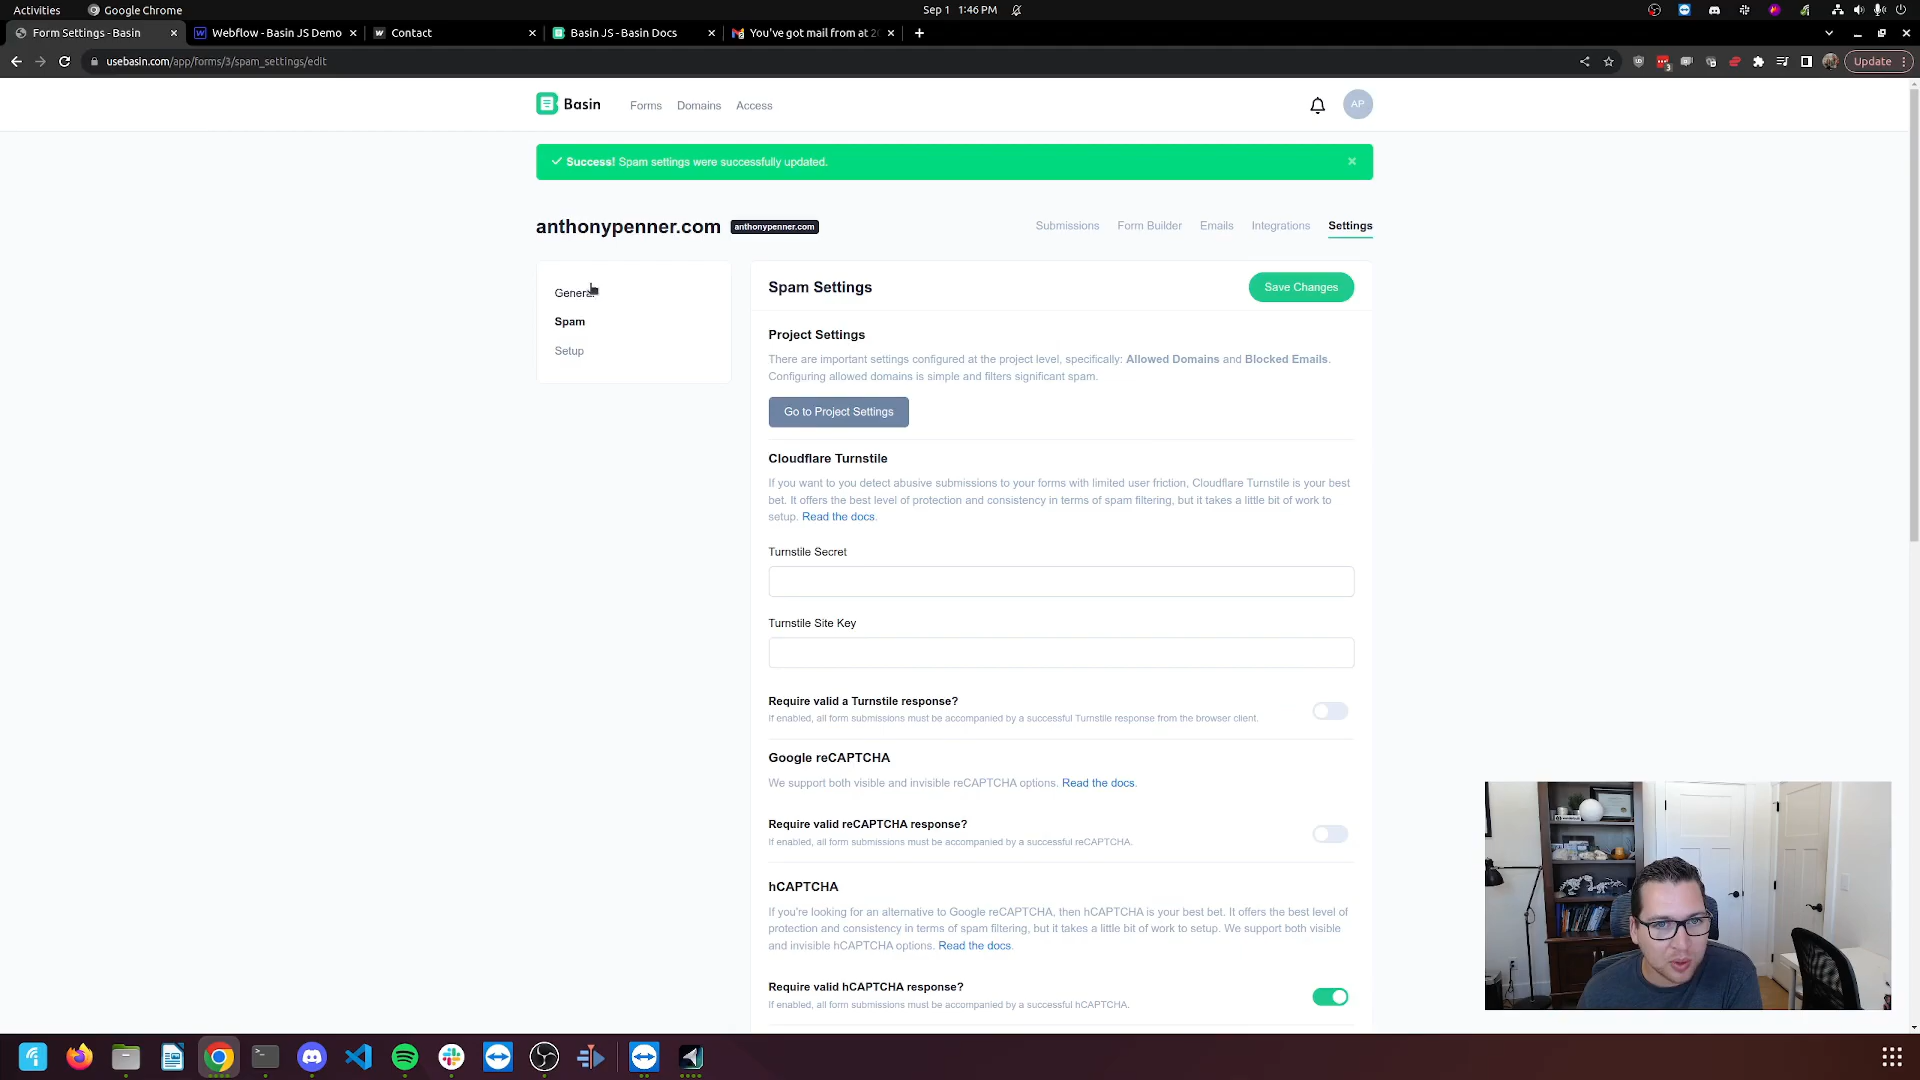 Activities
Google Chrome
Sep 1 1:46 PM
Form Settings - Basin
Webflow - Basin JS Demo
Contact
Basin JS - Basin Docs
You've got mail from at 2
usebasin.com/app/forms/3/spam_settings/edit
3
Update
Basin
Forms
Domains
Access
AP
Success! Spam settings were successfully updated.
anthonypenner.com
anthonypenner.com
Submissions
Form Builder
Emails
Integrations
Settings
General
Spam
Setup
Spam Settings
Save Changes
Project Settings
There are important settings configured at the project level, specifically: Allowed Domains and Blocked Emails.
Configuring allowed domains is simple and filters significant spam.
Go to Project Settings
Cloudflare Turnstile
If you want to you detect abusive submissions to your forms with limited user friction, Cloudflare Turnstile is your best
bet. It offers the best level of protection and consistency in terms of spam filtering, but it takes a little bit of work to
setup. Read the docs.
Turnstile Secret
Turnstile Site Key
Require valid a Turnstile response?
If enabled, all form submissions must be accompanied by a successful Turnstile response from the browser client.
Google reCAPTCHA
We support both visible and invisible reCAPTCHA options. Read the docs.
Require valid reCAPTCHA response?
If enabled, all form submissions must be accompanied by a successful reCAPTCHA.
hCAPTCHA
If you're looking for an alternative to Google reCAPTCHA, then hCAPTCHA is your best bet. It offers the best level of
protection and consistency in terms of spam filtering, but it takes a little bit of work to setup. We support both visible
and invisible hCAPTCHA options. Read the docs.
Require valid hCAPTCHA response?
If enabled, all form submissions must be accompanied by a successful hCAPTCHA.